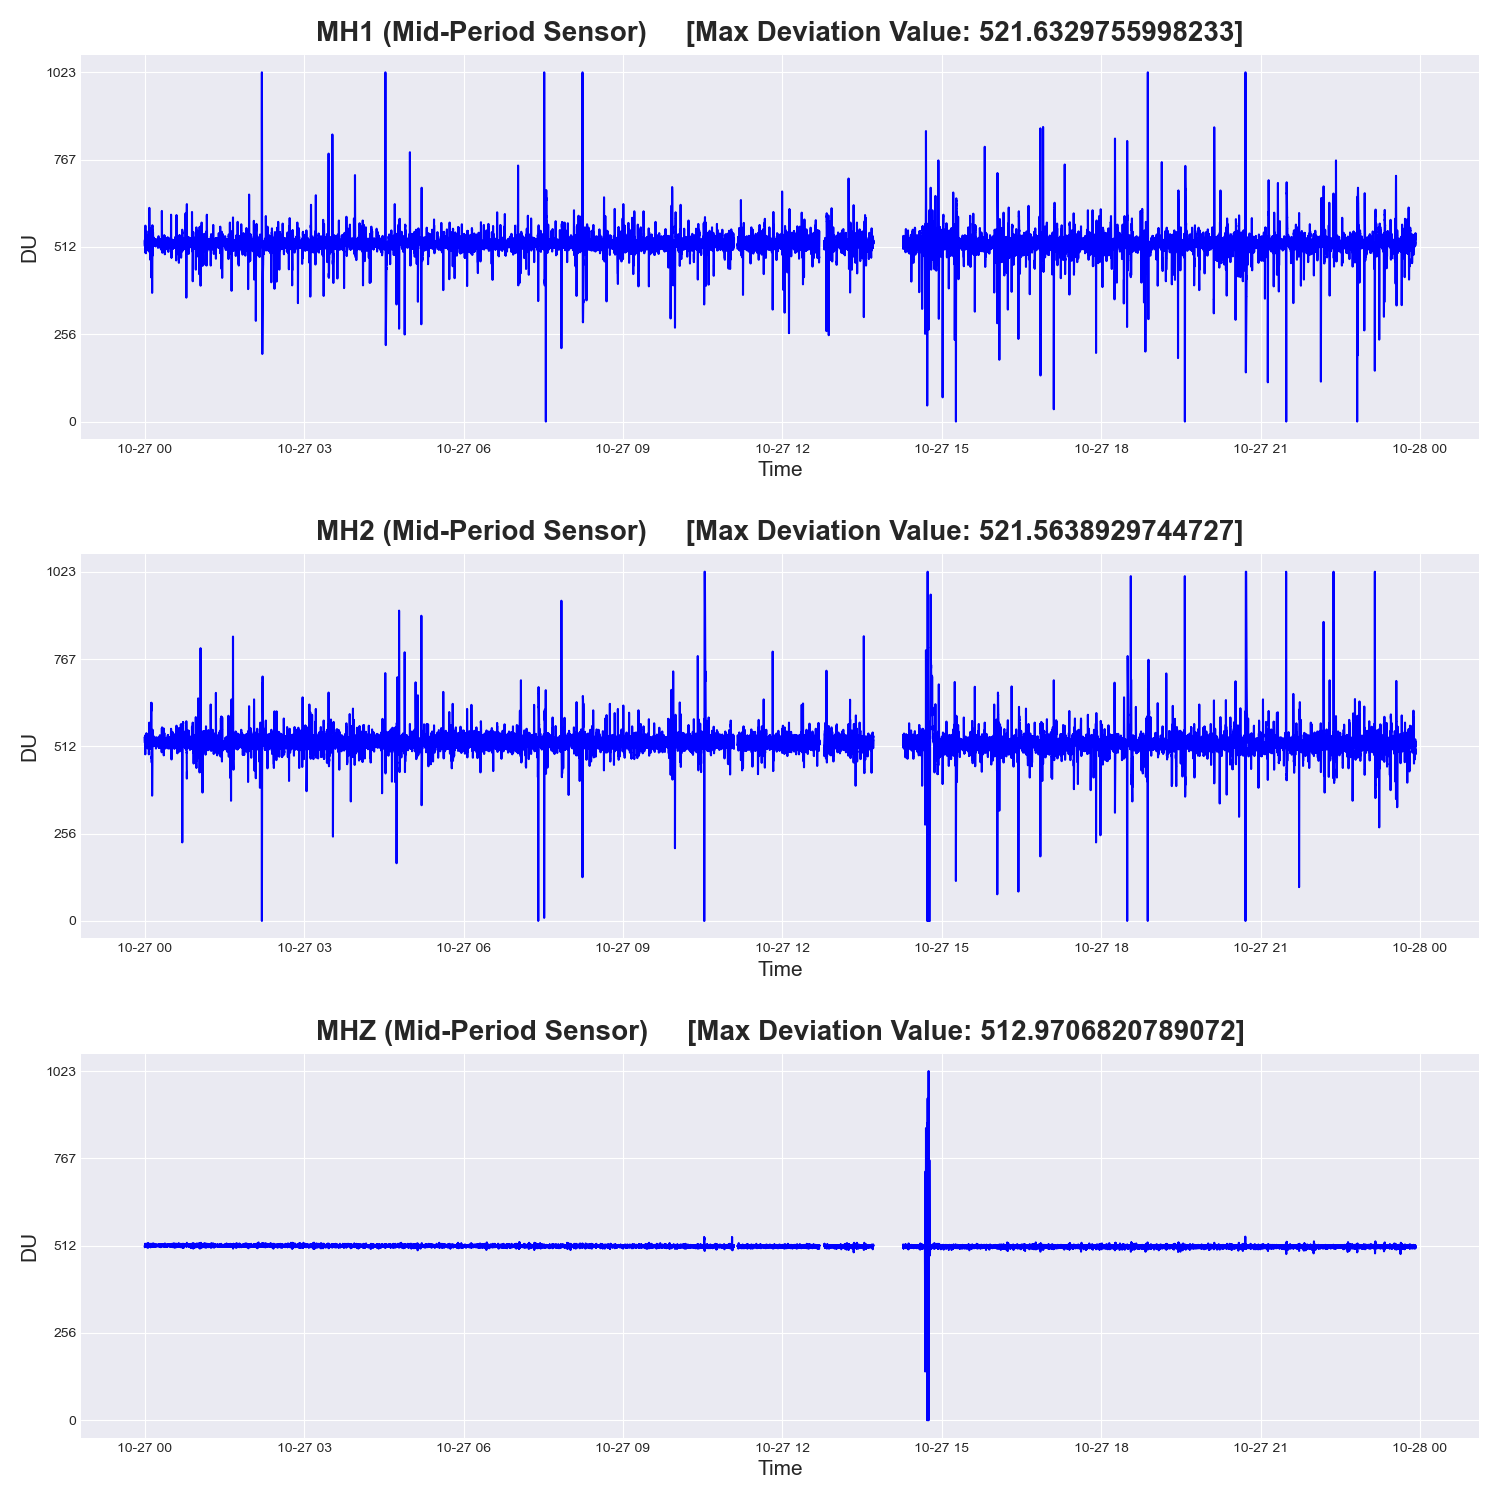 MH1 (Mid-Period Sensor) [Max Deviation Value: 521.6329755998233]
1023
767
512
256
0
DU
10-27 00 10-27 03 10-27 06 10-27 09 10-27 12 10-27 15 10-27 18 10-27 21 10-28 00
Time
MH2 (Mid-Period Sensor) [Max Deviation Value: 521.5638929744727]
1023
767
512
256
0
DU
10-27 00 10-27 03 10-27 06 10-27 09 10-27 12 10-27 15 10-27 18 10-27 21 10-28 00
Time
MHZ (Mid-Period Sensor) [Max Deviation Value: 512.9706820789072]
1023
767
512
256
0
DU
10-27 00 10-27 03 10-27 06 10-27 09 10-27 12 10-27 15 10-27 18 10-27 21 10-28 00
Time